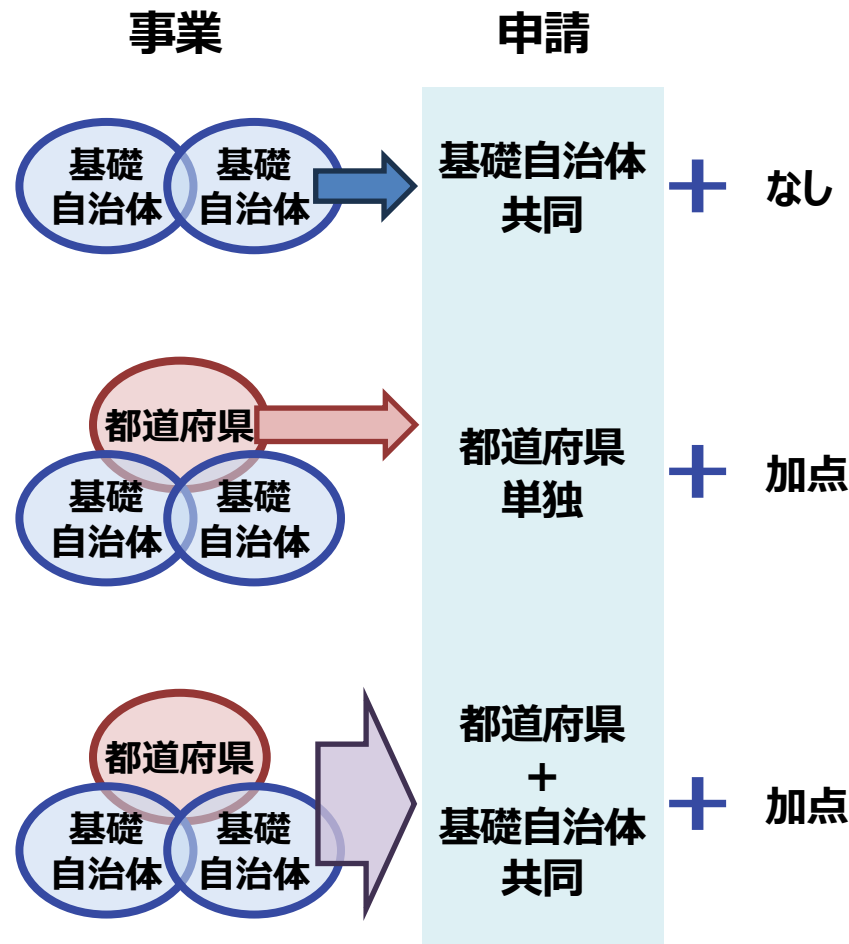 事業
申請
基礎
自治体
基礎
自治体
基礎自治体
共同
+
なし
都道府県
基礎
自治体
基礎
自治体
都道府県
単独
+
加点
都道府県
基礎
自治体
基礎
自治体
都道府県
+
基礎自治体
共同
+
加点